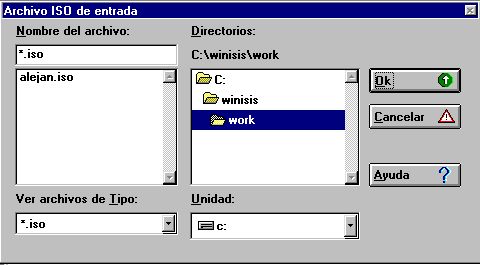 Archivo ISO de entrada
Nombre del archivo:
*.iso
alejan.iso
Ver archivos de Tipo:
*.iso
Directorios:
C:\winisis\work
C:
winisis
work
Unidad:
c:
Ok
Cancelar
Ayuda